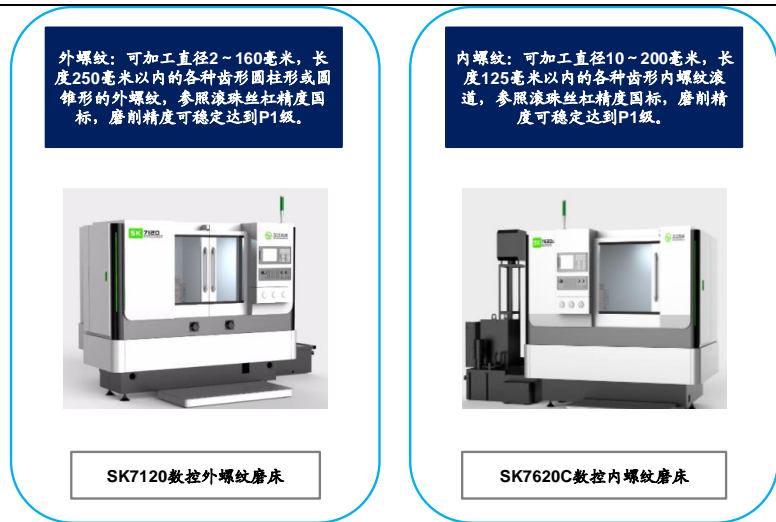 外螺纹：可加工直径2～160毫米，长
度250毫米以内的各种齿形圆柱形或圆
锥形的外螺纹，参照滚珠丝杠精度国
标，磨削精度可稳定达到P1级。
SK 7120
SK7120数控外螺纹磨床
内螺纹：可加工直径10～200毫米，长
度125毫米以内的各种齿形内螺纹滚
道，参照滚珠丝杠精度国标，磨削精
度可稳定达到P1级。
SK7620C数控内螺纹磨床